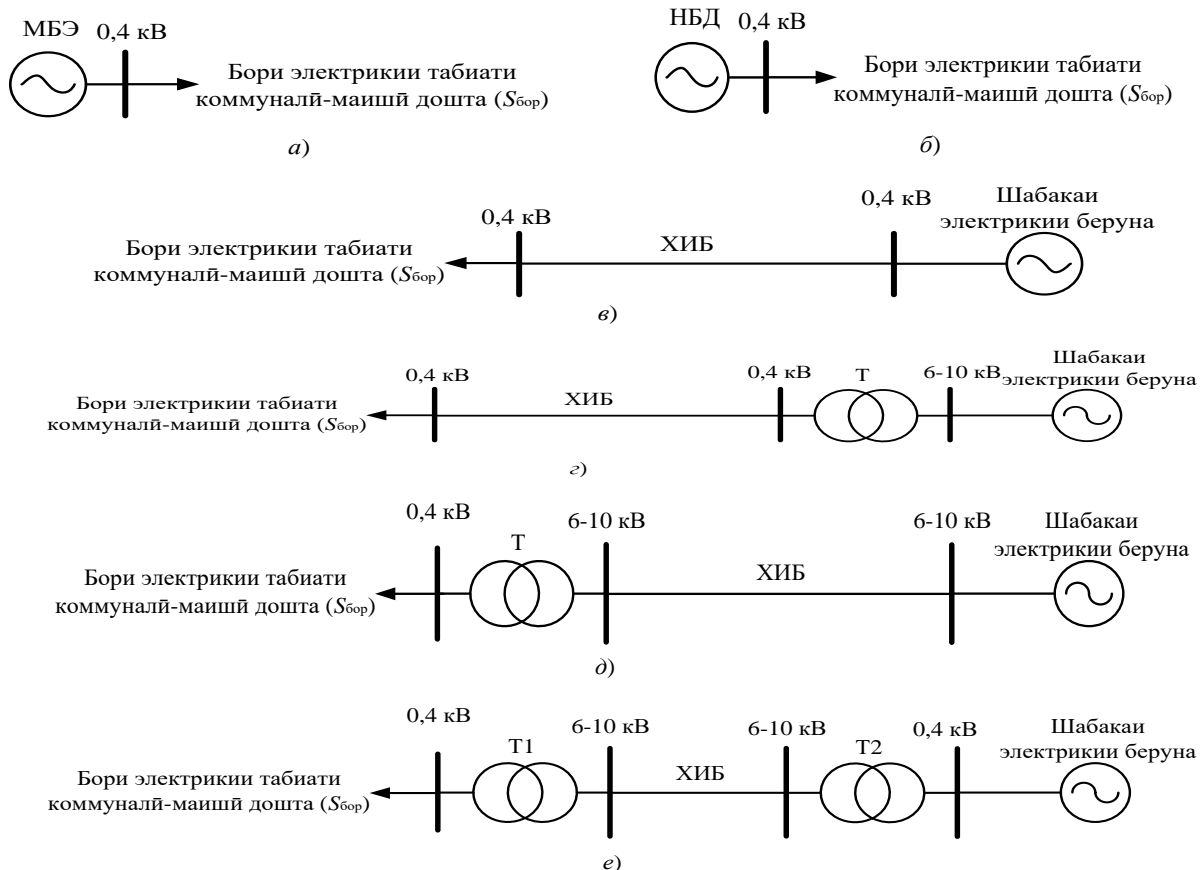 МБЭ 0,4 кВ
Бори электрикии табиати
коммуналӣ-маишӣ дошта (Sбор)
а)
НБД 0,4 кВ
Бори электрикии табиати
коммуналӣ-маишӣ дошта (Sбор)
б)
0,4 кВ
ХИБ
0,4 кВ
Шабакаи
электрикии беруна
Бори электрикии табиати
коммуналӣ-маишӣ дошта (Sбор)
в)
0,4 кВ
ХИБ
0,4 кВ
Т
6-10 кВ
Шабакаи
электрикии беруна
Бори электрикии табиати
коммуналӣ-маишӣ дошта (Sбор)
г)
0,4 кВ
Т
6-10 кВ
ХИБ
6-10 кВ
Шабакаи
электрикии беруна
Бори электрикии табиати
коммуналӣ-маишӣ дошта (Sбор)
д)
0,4 кВ
Т1
6-10 кВ
ХИБ
6-10 кВ
Т2
0,4 кВ
Шабакаи
электрикии беруна
Бори электрикии табиати
коммуналӣ-маишӣ дошта (Sбор)
е)